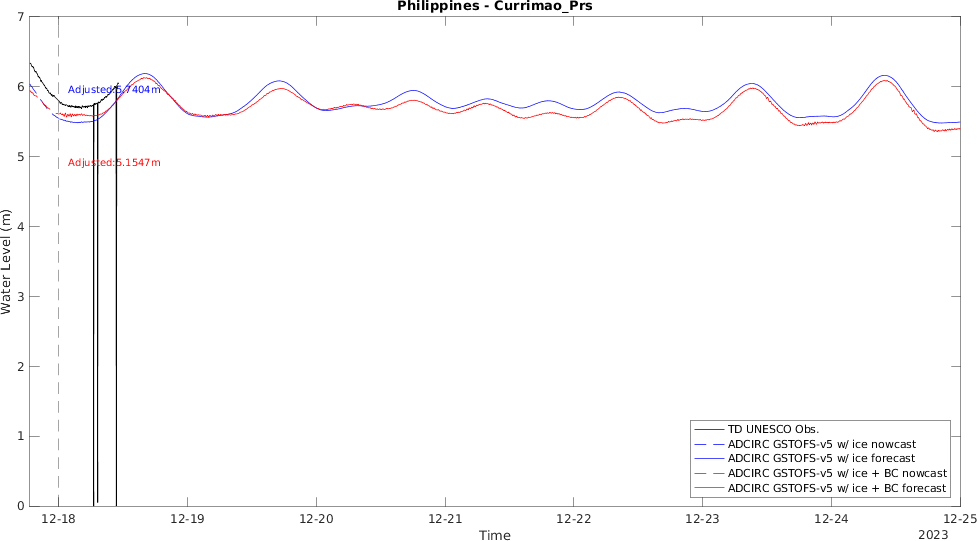 Philippines - Currimao_Prs
7
6
5
4
3
2
1
0
Water Level (m)
Adjusted:5.7404m
Adjusted:5.1547m
TD UNESCO Obs.
ADCIRC GSTOFS-v5 w/ ice nowcast
ADCIRC GSTOFS-v5 w/ ice forecast
ADCIRC GSTOFS-v5 w/ ice + BC nowcast
ADCIRC GSTOFS-v5 w/ ice + BC forecast
12-18 12-19 12-20 12-21 12-22 12-23 12-24 12-25
Time
2023